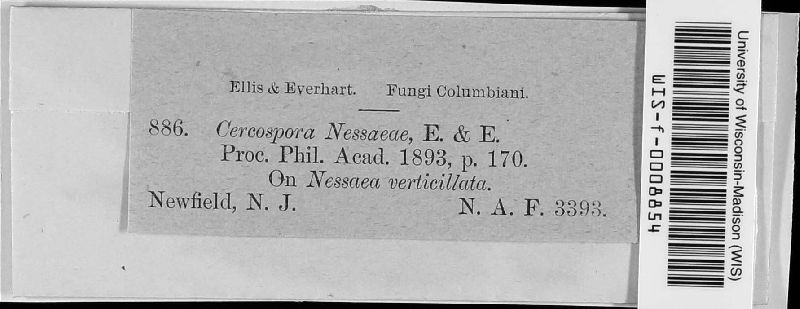 Ellis & Everhart. Fungi Columbiani.
886. Cercospora Nessaeae, E. & E.
Proc. Phil. Acad. 1893, p. 170.
On Nessaea verticillata.
Newfield, N. J. N. A. F. 3393.
University of Wisconsin-Madison (WIS)
WIS-f-0008854